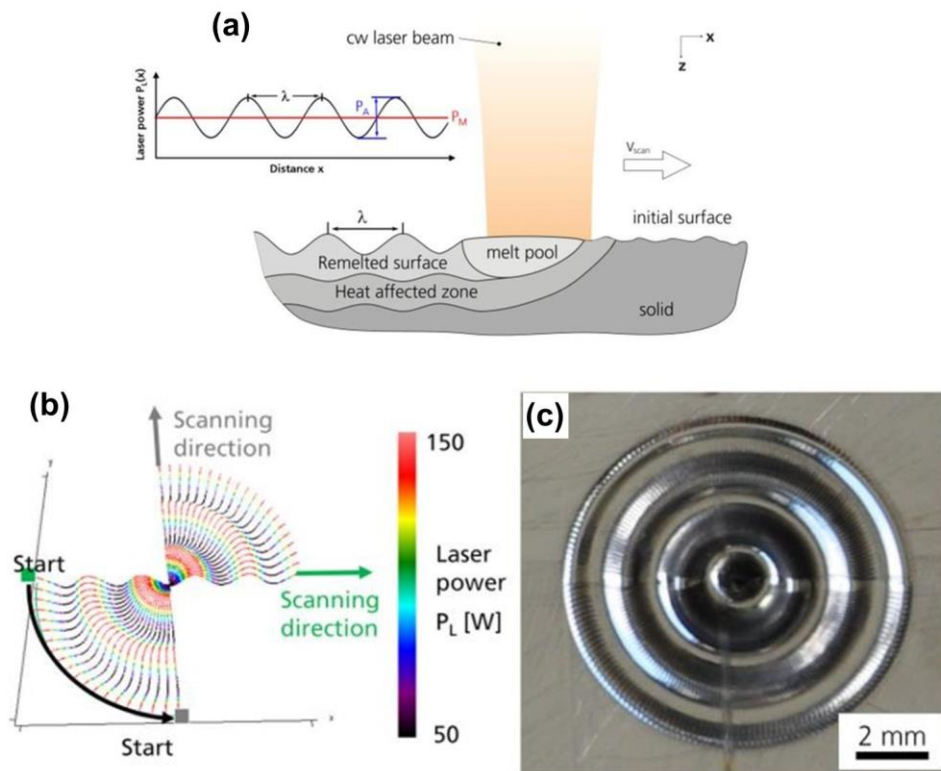 (a)
cw laser beam
x
z
Laser power P_L(x)
λ
P_A
P_M
Distance x
V_scan
λ
initial surface
melt pool
Remelted surface
Heat affected zone
solid
(b)
Scanning
direction
150
y
Start
Laser
power
P_L [W]
Scanning
direction
x
50
Start
(c)
2 mm